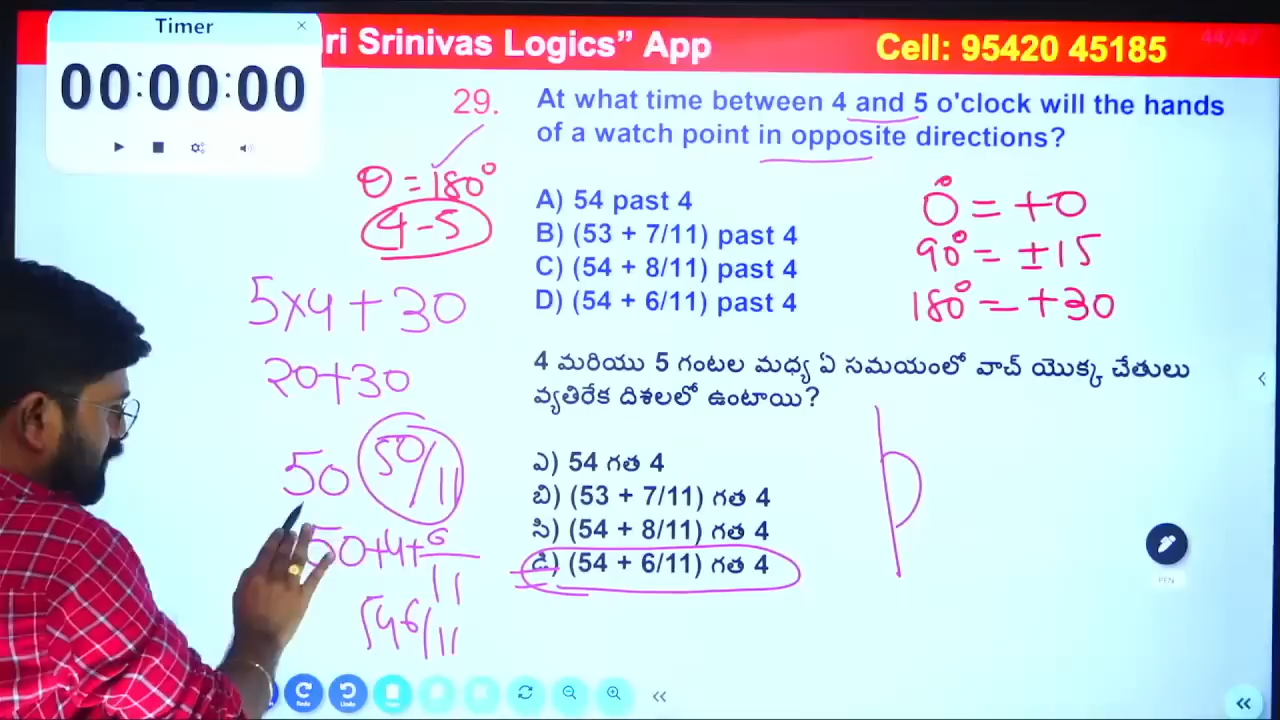 Timer
00:00:00
ri Srinivas Logics” App
Cell: 95420 45185
29. At what time between 4 and 5 o'clock will the hands
of a watch point in opposite directions?
A) 54 past 4
B) (53 + 7/11) past 4
C) (54 + 8/11) past 4
D) (54 + 6/11) past 4
4 మరియు 5 గంటల మధ్య ఏ సమయంలో వాచ్ యొక్క చేతులు
వ్యతిరేక దిశలలో ఉంటాయి?
ఎ) 54 గత 4
బి) (53 + 7/11) గత 4
సి) (54 + 8/11) గత 4
డి) (54 + 6/11) గత 4
θ = 180°
4-5
5x4+30
20+30
50 50/11
50+4+6/11
54 6/11
0° = +0
90° = ±15
180° = +30
PEN
Redo
Undo